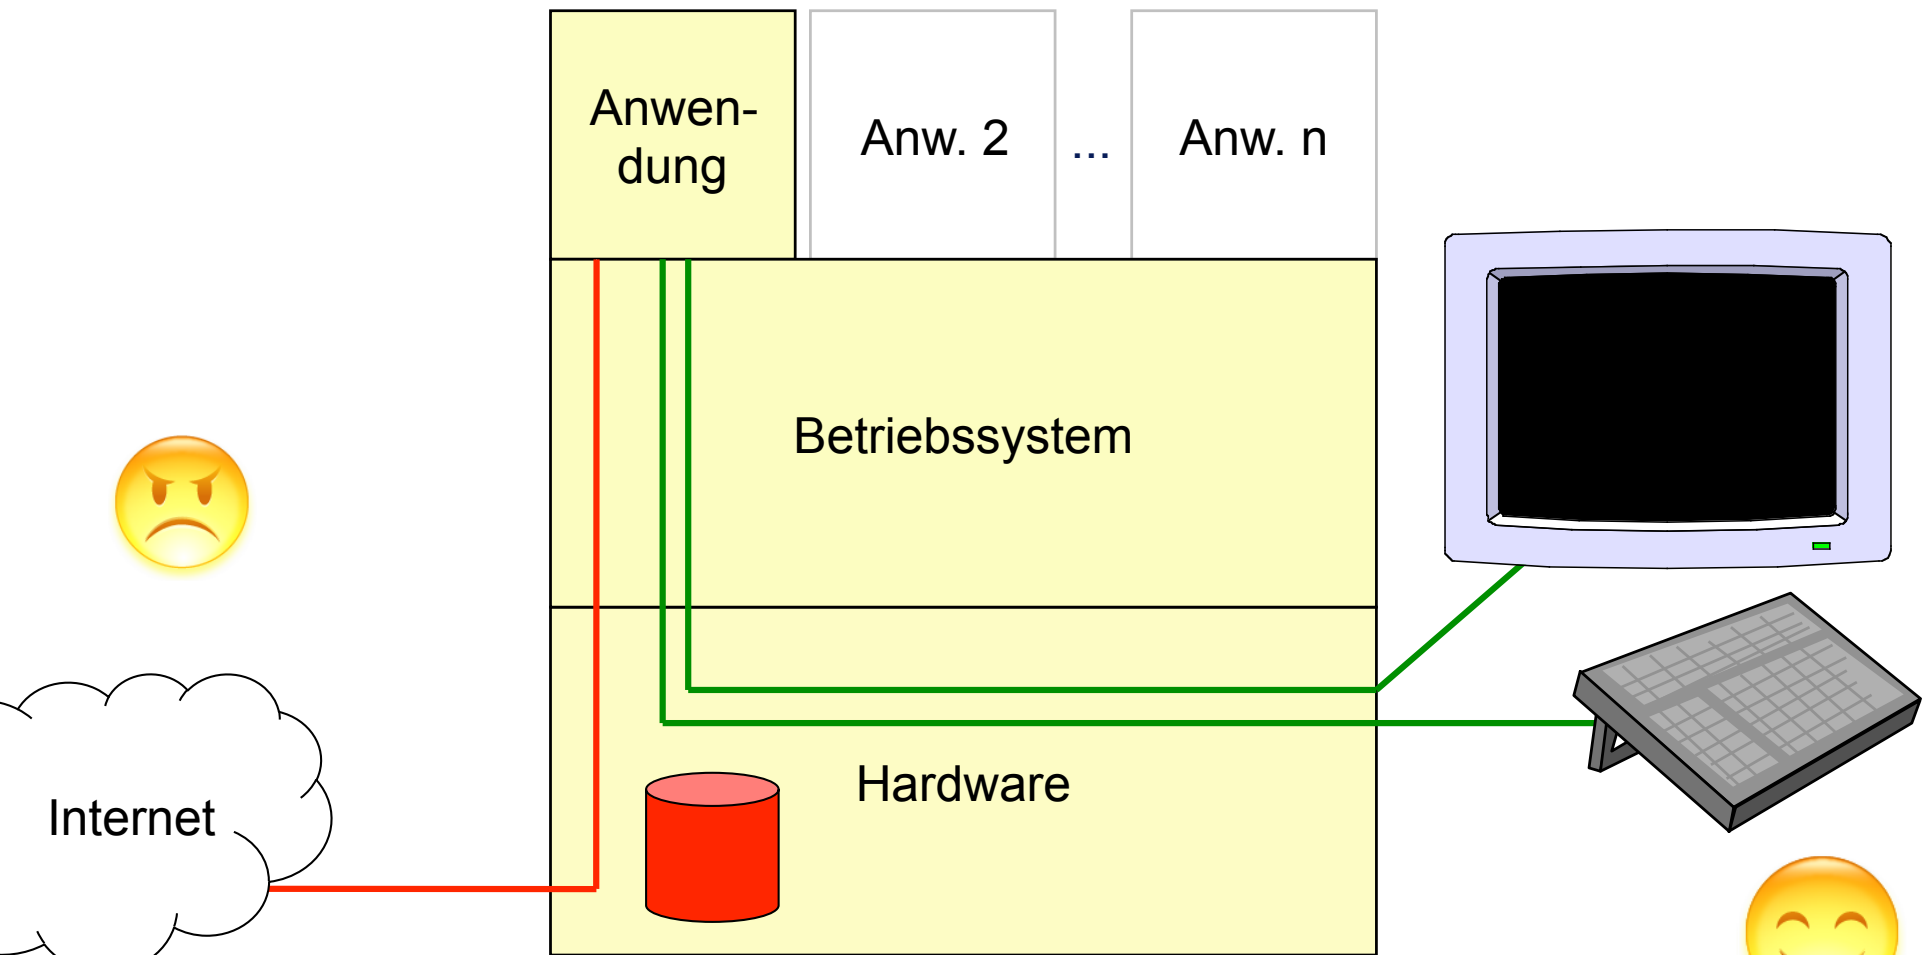 Anwen-
dung
Anw. 2
...
Anw. n
Betriebssystem
Hardware
Internet